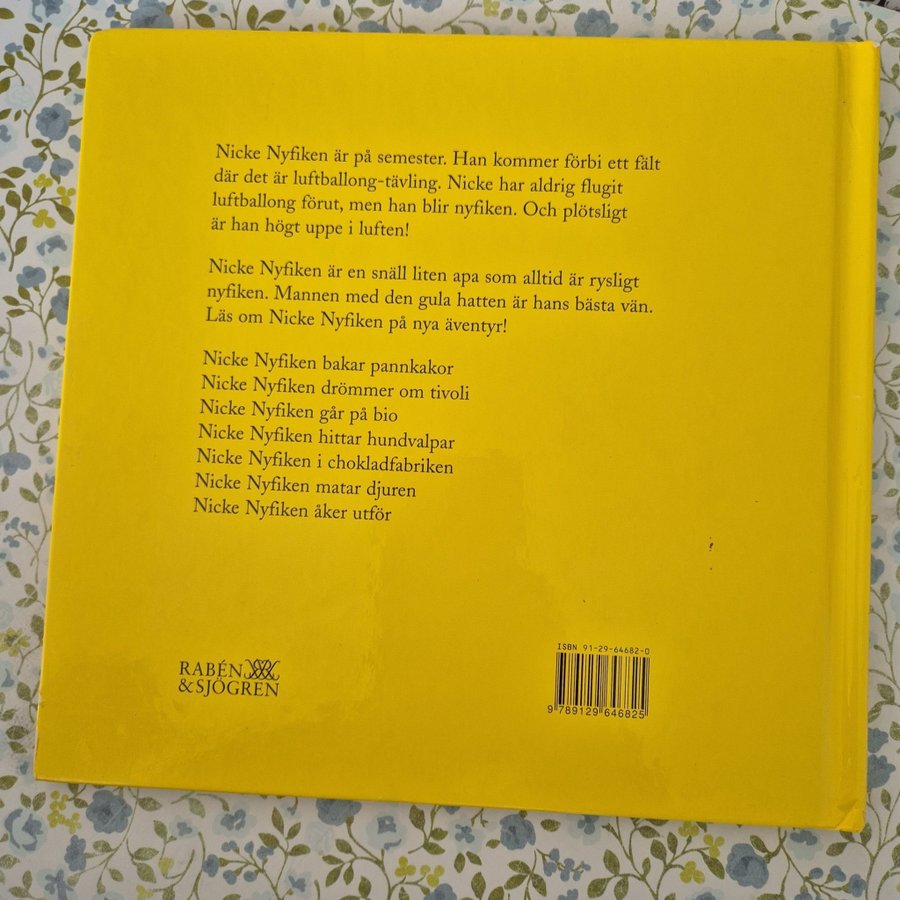 Nicke Nyfiken är på semester. Han kommer förbi ett fält
där det är luftballong-tävling. Nicke har aldrig flugit
luftballong förut, men han blir nyfiken. Och plötsligt
är han högt uppe i luften!
Nicke Nyfiken är en snäll liten apa som alltid är rysligt
nyfiken. Mannen med den gula hatten är hans bästa vän.
Läs om Nicke Nyfiken på nya äventyr!
Nicke Nyfiken bakar pannkakor
Nicke Nyfiken drömmer om tivoli
Nicke Nyfiken går på bio
Nicke Nyfiken hittar hundvalpar
Nicke Nyfiken i chokladfabriken
Nicke Nyfiken matar djuren
Nicke Nyfiken åker utför
RABÉN
&SJÖGREN
ISBN 91-29-64682-0
9 789129 646825